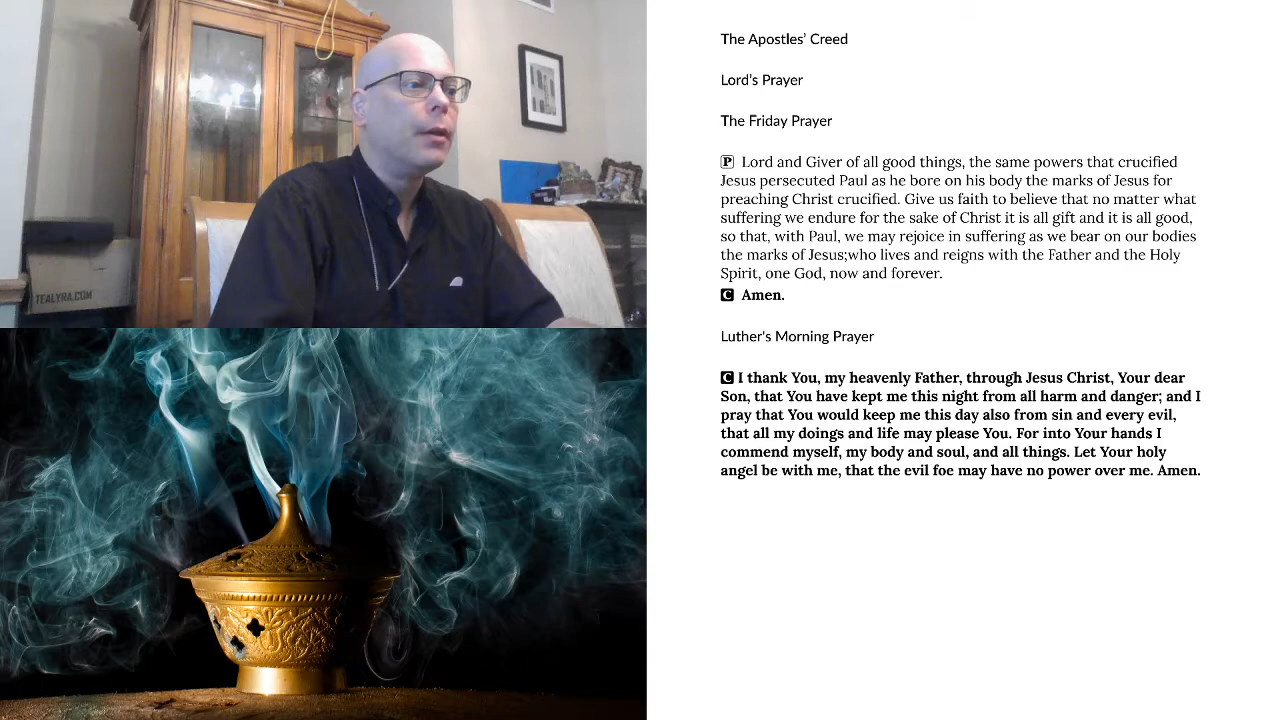 The Apostles’ Creed
Lord's Prayer
The Friday Prayer
P Lord and Giver of all good things, the same powers that crucified
Jesus persecuted Paul as he bore on his body the marks of Jesus for
preaching Christ crucified. Give us faith to believe that no matter what
suffering we endure for the sake of Christ it is all gift and it is all good,
so that, with Paul, we may rejoice in suffering as we bear on our bodies
the marks of Jesus;who lives and reigns with the Father and the Holy
Spirit, one God, now and forever.
C Amen.
Luther's Morning Prayer
C I thank You, my heavenly Father, through Jesus Christ, Your dear
Son, that You have kept me this night from all harm and danger; and I
pray that You would keep me this day also from sin and every evil,
that all my doings and life may please You. For into Your hands I
commend myself, my body and soul, and all things. Let Your holy
angel be with me, that the evil foe may have no power over me. Amen.
TEALYRA.COM